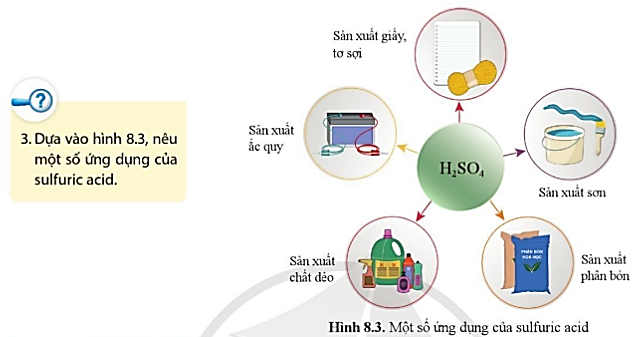 3. Dựa vào hình 8.3, nêu
một số ứng dụng của
sulfuric acid.
Sản xuất giấy,
tơ sợi
Sản xuất
ắc quy
H₂SO₄
Sản xuất sơn
Sản xuất
chất dẻo
PHÂN BÓN
HOÁ HỌC
Sản xuất
phân bón
Hình 8.3. Một số ứng dụng của sulfuric acid